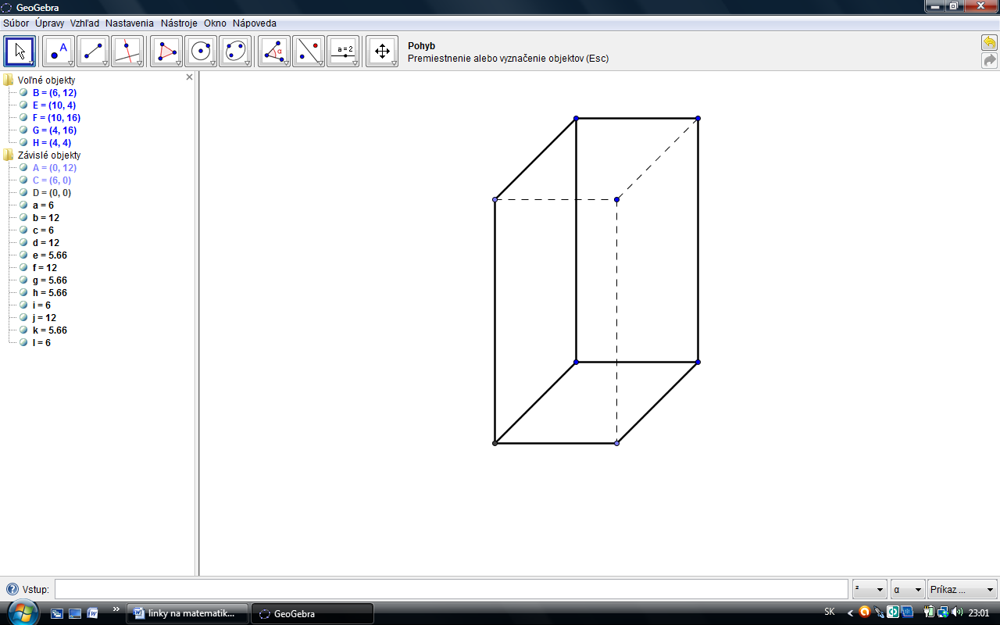 GeoGebra
Súbor Úpravy Vzhľad Nastavenia Nástroje Okno Nápoveda
A
α
a = 2
Pohyb
Premiestnenie alebo vyznačenie objektov (Esc)
Voľné objekty
B = (6, 12)
E = (10, 4)
F = (10, 16)
G = (4, 16)
H = (4, 4)
Závislé objekty
A = (0, 12)
C = (6, 0)
D = (0, 0)
a = 6
b = 12
c = 6
d = 12
e = 5.66
f = 12
g = 5.66
h = 5.66
i = 6
j = 12
k = 5.66
l = 6
Vstup:
²
α
Príkaz ...
»
linky na matematik...
GeoGebra
SK
23:01